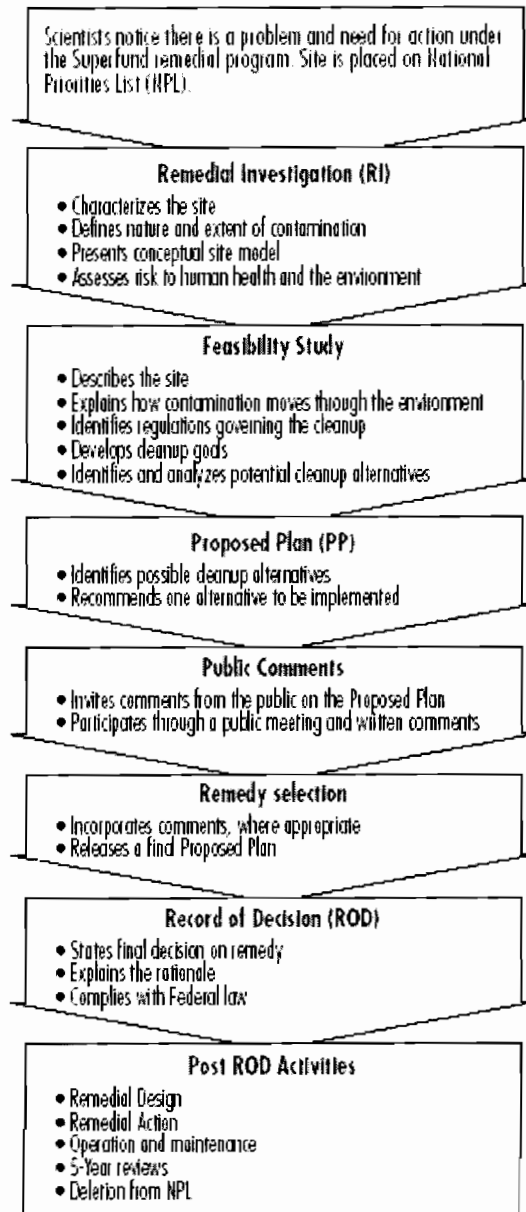 Scientists notice there is a problem and need for action under
the Superfund remedial program. Site is placed on National
Priorities List (NPL).
Remedial Investigation (RI)
• Characterizes the site
• Defines nature and extent of contamination
• Presents conceptual site model
• Assesses risk to human health and the environment
Feasibility Study
• Describes the site
• Explains how contamination moves through the environment
• Identifies regulations governing the cleanup
• Develops cleanup goals
• Identifies and analyzes potential cleanup alternatives
Proposed Plan (PP)
• Identifies possible cleanup alternatives
• Recommends one alternative to be implemented
Public Comments
• Invites comments from the public on the Proposed Plan
• Participates through a public meeting and written comments
Remedy selection
• Incorporates comments, where appropriate
• Releases a final Proposed Plan
Record of Decision (ROD)
• States final decision on remedy
• Explains the rationale
• Complies with Federal law
Post ROD Activities
• Remedial Design
• Remedial Action
• Operation and maintenance
• 5-Year reviews
• Deletion from NPL